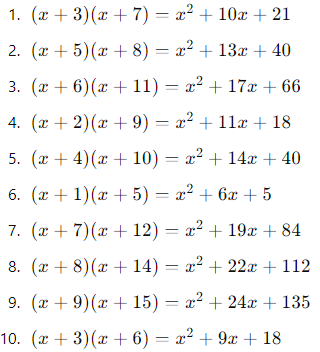 1. (x + 3)(x + 7) = x² + 10x + 21
2. (x + 5)(x + 8) = x² + 13x + 40
3. (x + 6)(x + 11) = x² + 17x + 66
4. (x + 2)(x + 9) = x² + 11x + 18
5. (x + 4)(x + 10) = x² + 14x + 40
6. (x + 1)(x + 5) = x² + 6x + 5
7. (x + 7)(x + 12) = x² + 19x + 84
8. (x + 8)(x + 14) = x² + 22x + 112
9. (x + 9)(x + 15) = x² + 24x + 135
10. (x + 3)(x + 6) = x² + 9x + 18